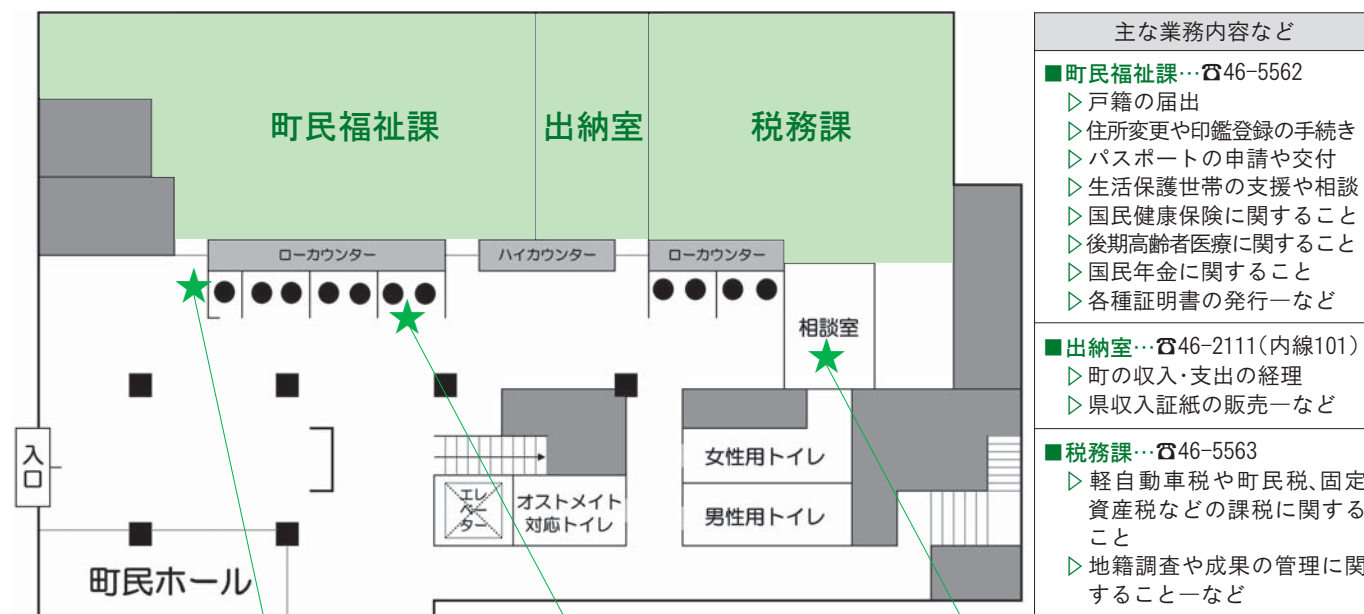 町民福祉課
出納室
税務課
ローカウンター
ハイカウンター
ローカウンター
相談室
入口
女性用トイレ
男性用トイレ
エレベーター
オストメイト
対応トイレ
町民ホール
主な業務内容など
■町民福祉課…☎46-5562
▷戸籍の届出
▷住所変更や印鑑登録の手続き
▷パスポートの申請や交付
▷生活保護世帯の支援や相談
▷国民健康保険に関すること
▷後期高齢者医療に関すること
▷国民年金に関すること
▷各種証明書の発行―など
■出納室…☎46-2111(内線101)
▷町の収入・支出の経理
▷県収入証紙の販売―など
■税務課…☎46-5563
▷軽自動車税や町民税、固定
資産税などの課税に関する
こと
▷地籍調査や成果の管理に関
すること―など